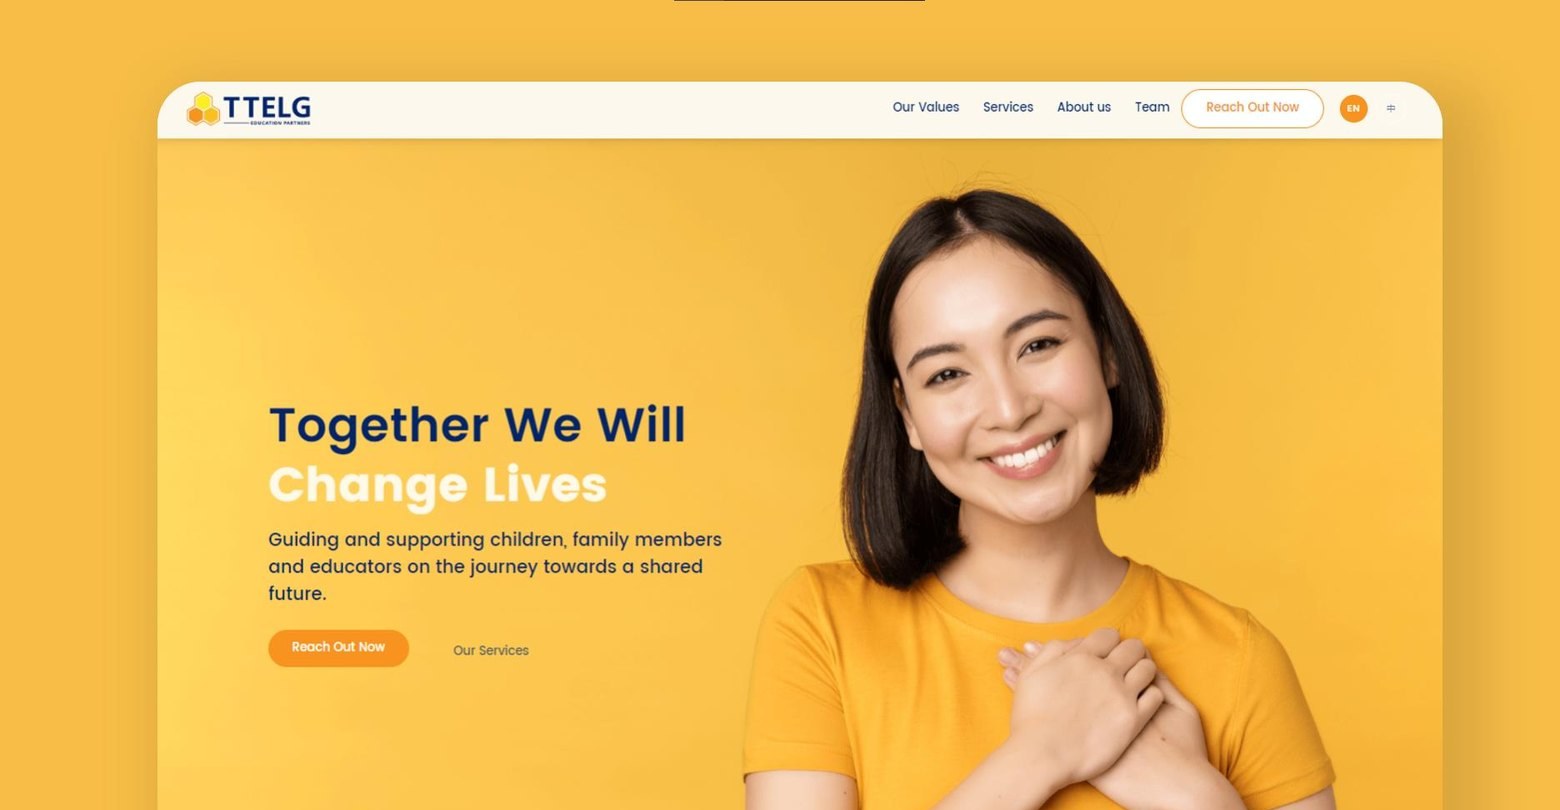 TTELG
EDUCATION PARTNERS
Our Values
Services
About us
Team
Reach Out Now
EN
中
Together We Will
Change Lives
Guiding and supporting children, family members
and educators on the journey towards a shared
future.
Reach Out Now
Our Services